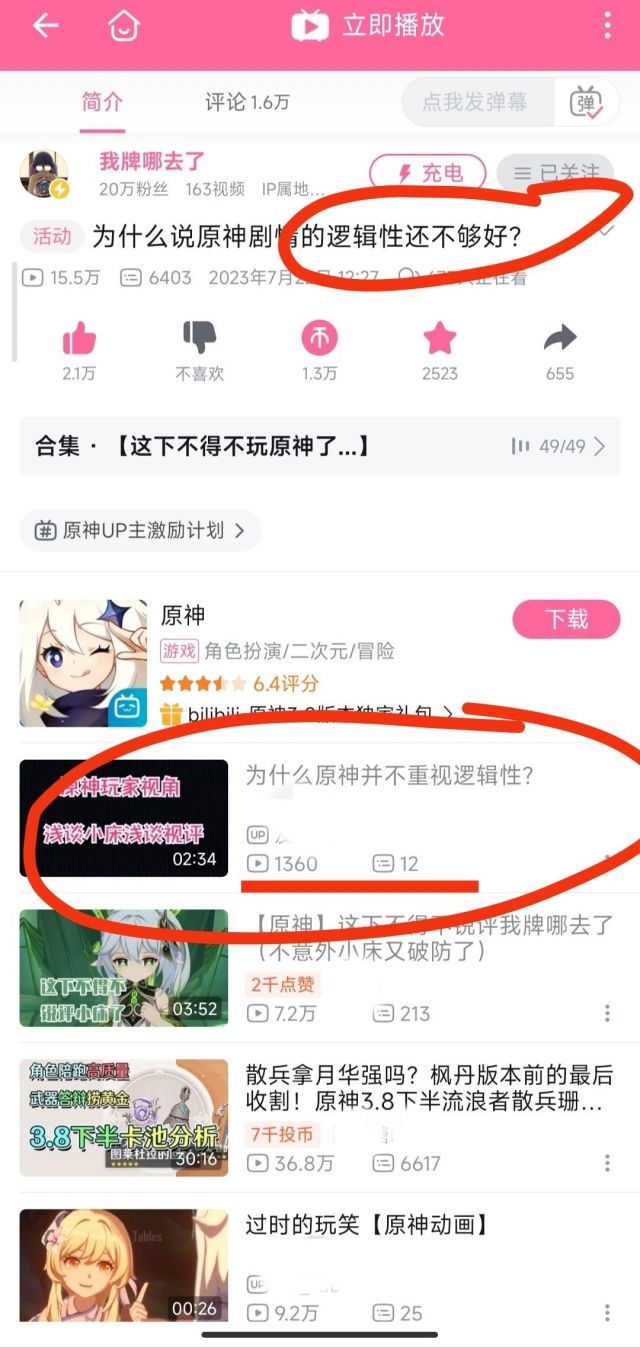 立即播放
简介
评论 1.6万
点我发弹幕
弹
我牌哪去了
20万粉丝 163视频 IP属地...
充电
已关注
活动 为什么说原神剧情的逻辑性还不够好?
15.5万 6403 2023年7月2 12:27 人正在看
2.1万
不喜欢
1.3万
2523
655
合集 · 【这下不得不玩原神了...】
49/49
原神UP主激励计划
原神
游戏 角色扮演/二次元/冒险
6.4评分
bilibili 原神3.8版本独家礼包
下载
原神玩家视角
浅谈小床浅谈视评
02:34
为什么原神并不重视逻辑性?
UP
1360 12
这下不得不
锐评小床了
03:52
【原神】这下不得不锐评我牌哪去了
(不意外小床又破防了)
2千点赞
7.2万 213
角色陪跑高质量
武器答辩捞黄金
3.8下半卡池分析
图莱杜拉的
30:16
散兵拿月华强吗? 枫丹版本前的最后
收割! 原神3.8下半流浪者散兵珊...
7千投币
36.8万 6617
Tables
00:26
过时的玩笑【原神动画】
UP
9.2万 25